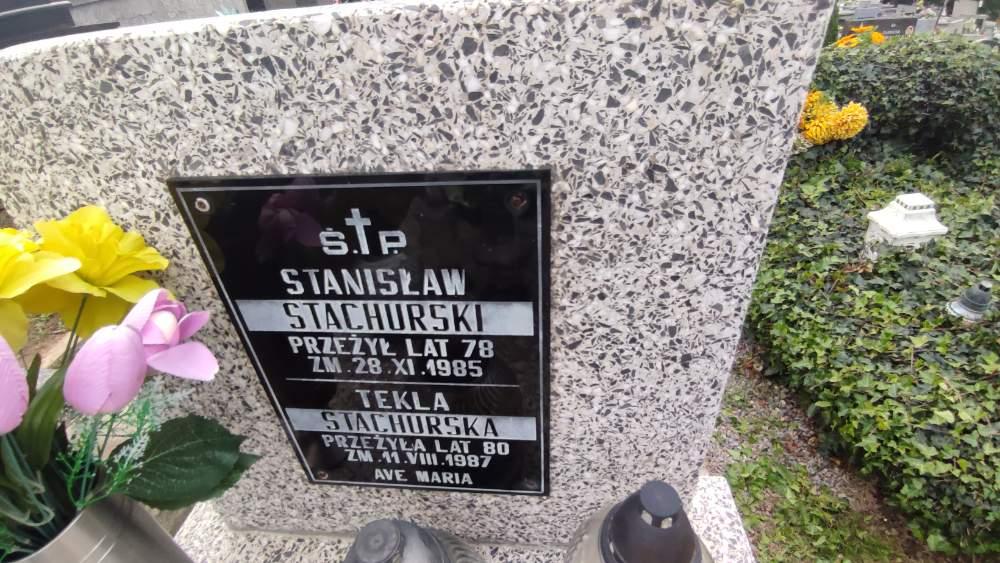 Ś.†P.
STANISŁAW
STACHURSKI
PRZEŻYŁ LAT 78
ZM. 28. XI. 1985
TEKLA
STACHURSKA
PRZEŻYŁA LAT 80
ZM. 11. VIII. 1987
AVE MARIA